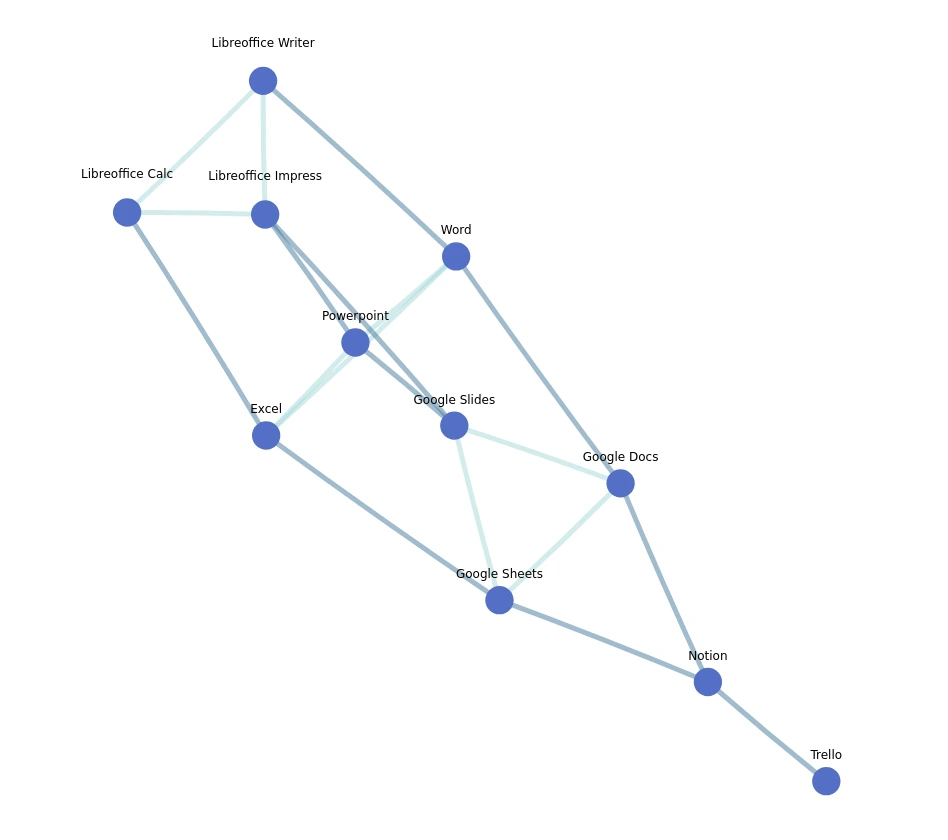 Libreoffice Writer
Libreoffice Calc
Libreoffice Impress
Word
Powerpoint
Google Slides
Excel
Google Docs
Google Sheets
Notion
Trello